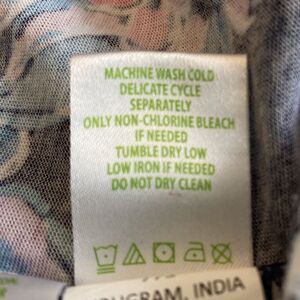 MACHINE WASH COLD
DELICATE CYCLE
SEPARATELY
ONLY NON-CHLORINE BLEACH
IF NEEDED
TUMBLE DRY LOW
LOW IRON IF NEEDED
DO NOT DRY CLEAN
INDIA